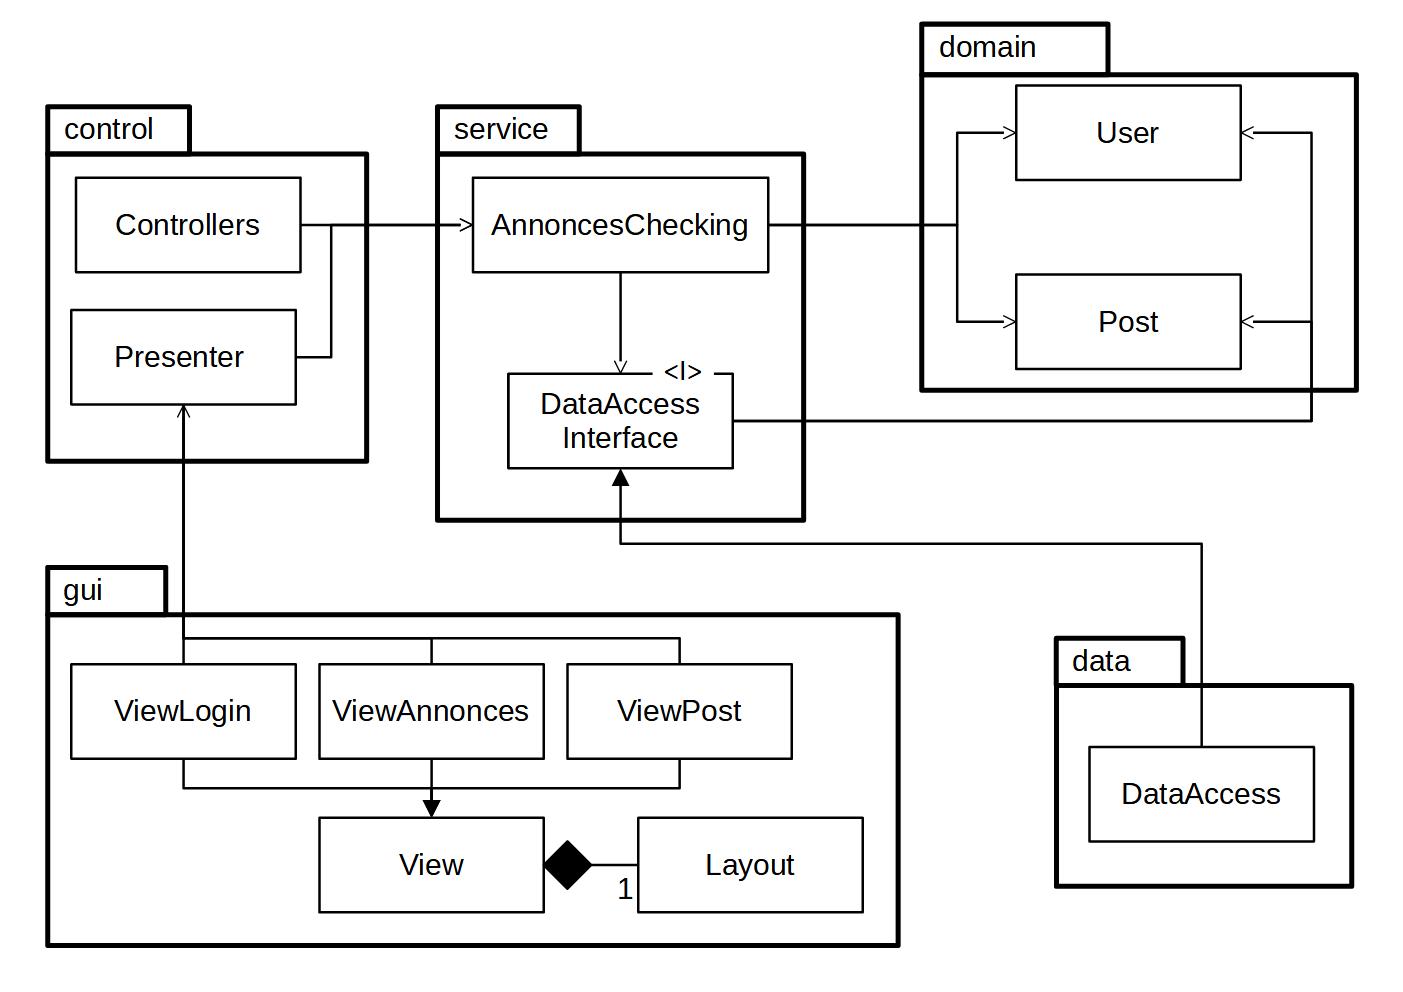 domain
User
Post
control
Controllers
Presenter
service
AnnoncesChecking
<I>
DataAccess
Interface
gui
ViewLogin
ViewAnnonces
ViewPost
View
1
Layout
data
DataAccess